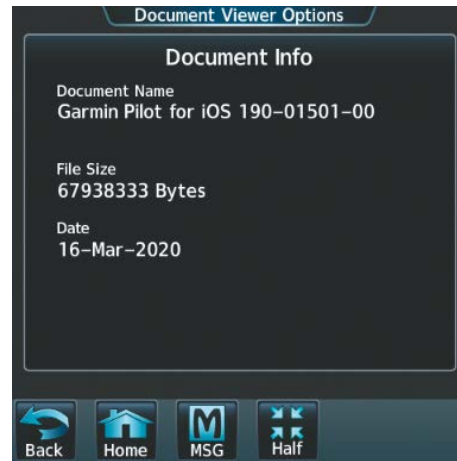 Document Viewer Options
Document Info
Document Name
Garmin Pilot for iOS 190-01501-00
File Size
67938333 Bytes
Date
16-Mar-2020
Back Home MSG Half